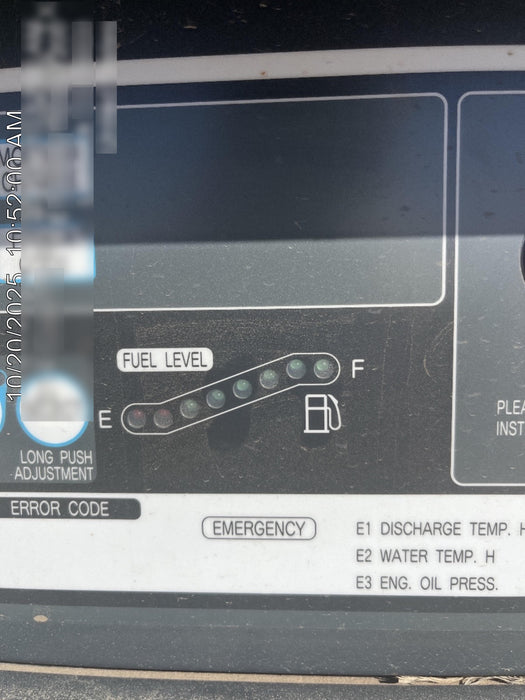 10/20/2025 10:52:00 AM
FUEL LEVEL
E
F
LONG PUSH
ADJUSTMENT
ERROR CODE
EMERGENCY
E1 DISCHARGE TEMP. H
E2 WATER TEMP. H
E3 ENG. OIL PRESS.